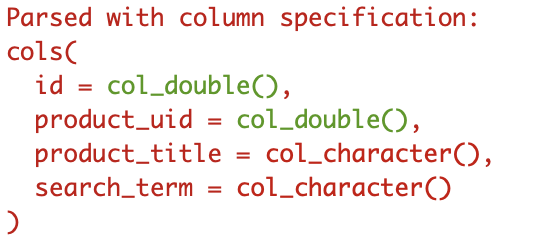 Parsed with column specification:
cols(
  id = col_double(),
  product_uid = col_double(),
  product_title = col_character(),
  search_term = col_character()
)